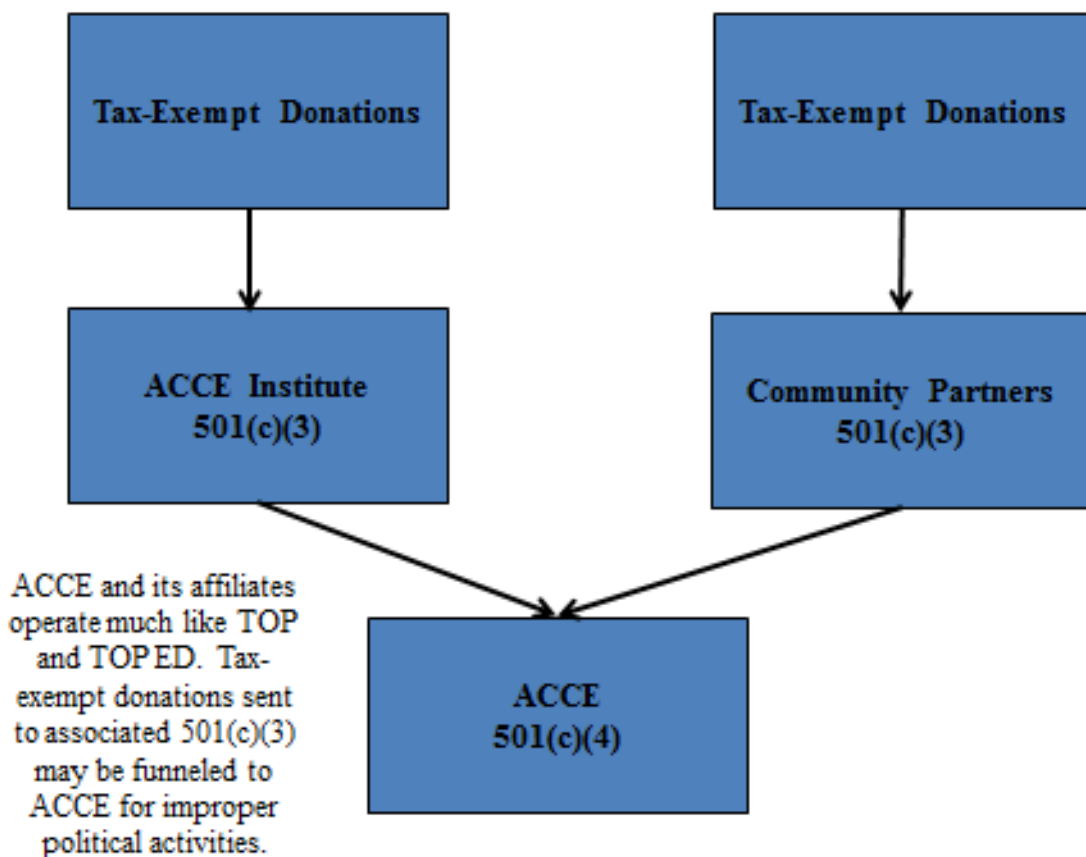 Tax-Exempt Donations
Tax-Exempt Donations
ACCE Institute
501(c)(3)
Community Partners
501(c)(3)
ACCE and its affiliates
operate much like TOP
and TOP ED. Tax-
exempt donations sent
to associated 501(c)(3)
may be funneled to
ACCE for improper
political activities.
ACCE
501(c)(4)